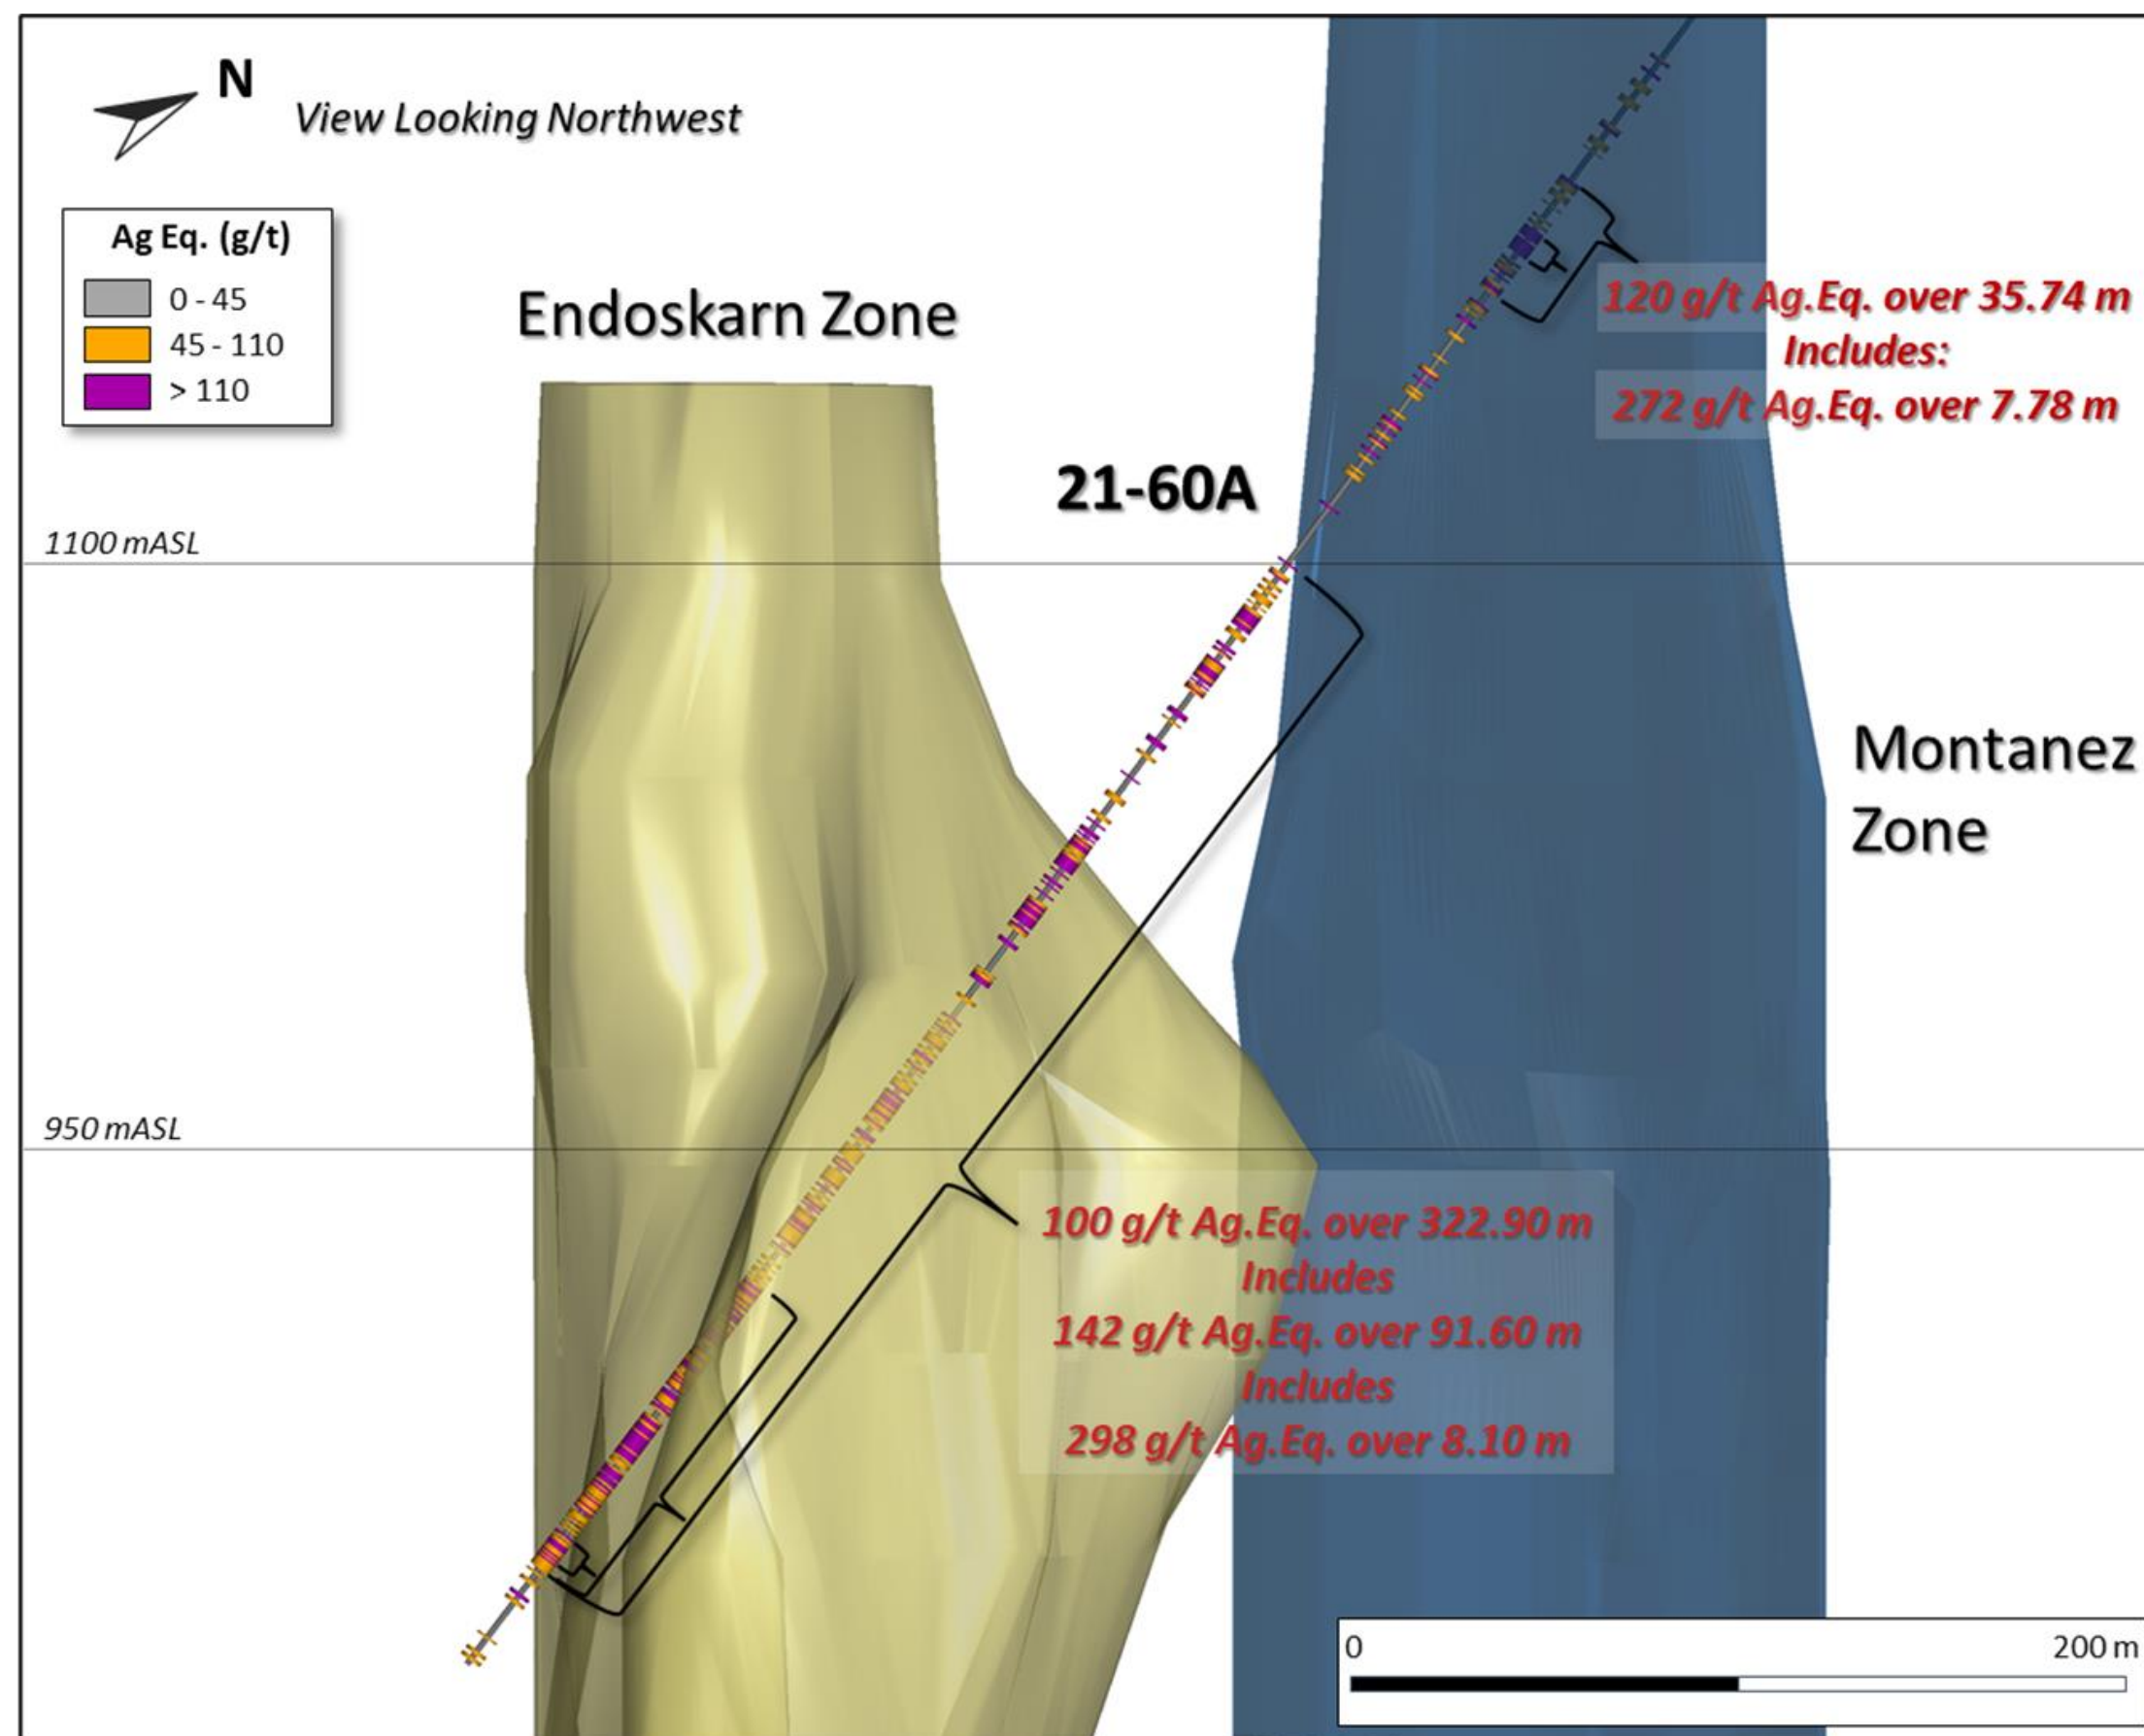 N
View Looking Northwest
Ag Eq. (g/t)
0 - 45
45 - 110
> 110
Endoskarn Zone
120 g/t Ag.Eq. over 35.74 m
Includes:
272 g/t Ag.Eq. over 7.78 m
21-60A
1100 mASL
Montanez
Zone
950 mASL
100 g/t Ag.Eq. over 322.90 m
Includes
142 g/t Ag.Eq. over 91.60 m
Includes
298 g/t Ag.Eq. over 8.10 m
0 200 m